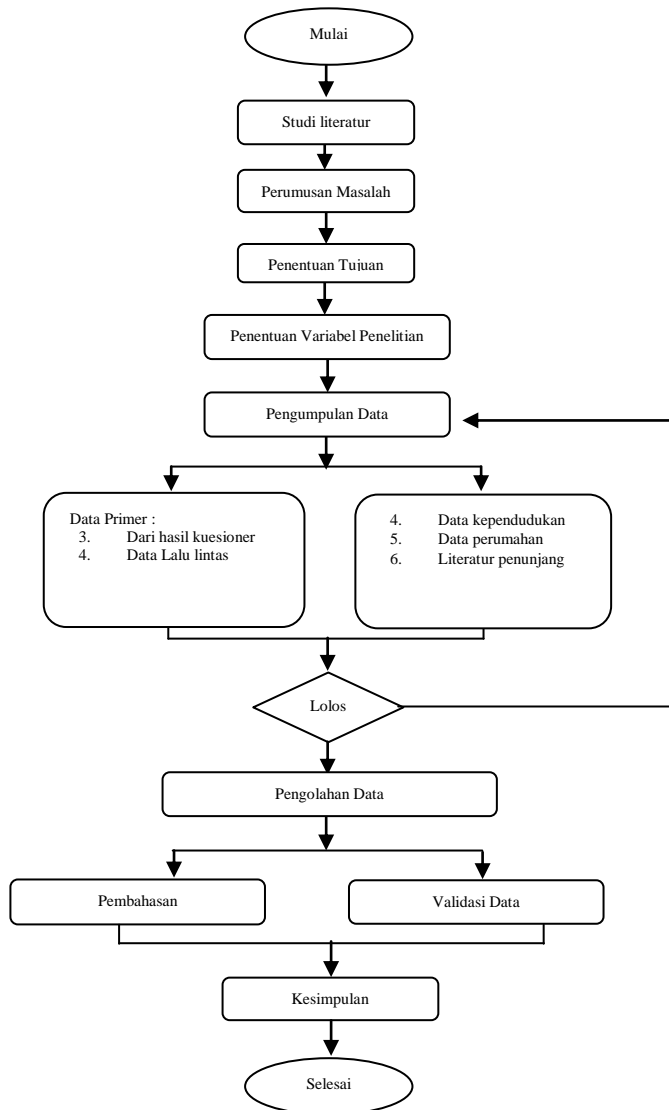 Mulai
Studi literatur
Perumusan Masalah
Penentuan Tujuan
Penentuan Variabel Penelitian
Pengumpulan Data
Data Primer :
3. Dari hasil kuesioner
4. Data Lalu lintas
4. Data kependudukan
5. Data perumahan
6. Literatur penunjang
Lolos
Pengolahan Data
Pembahasan
Validasi Data
Kesimpulan
Selesai